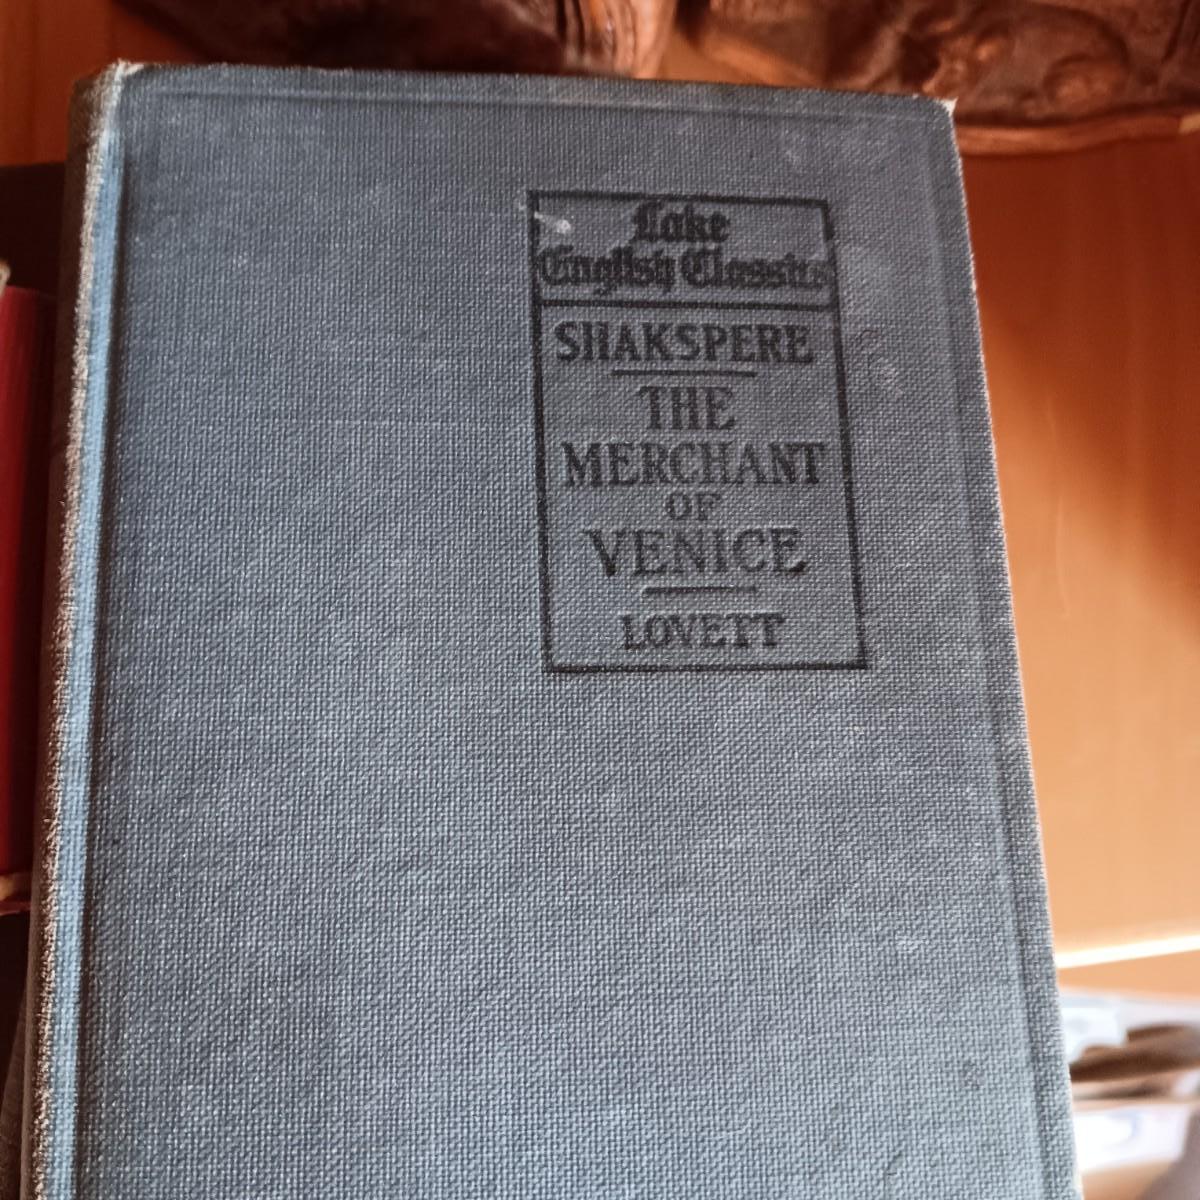 Lake
English Classics
SHAKSPERE
THE
MERCHANT
OF
VENICE
LOVETT